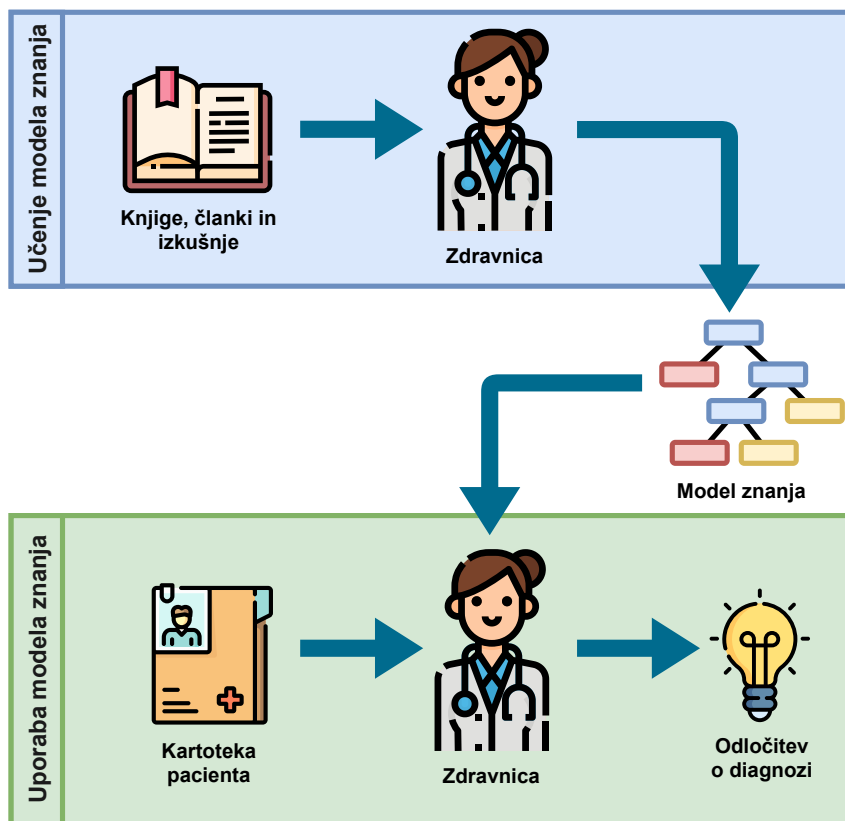 Učenje modela znanja
Knjige, članki in
izkušnje
Zdravnica
Model znanja
Uporaba modela znanja
Kartoteka
pacienta
Zdravnica
Odločitev
o diagnozi